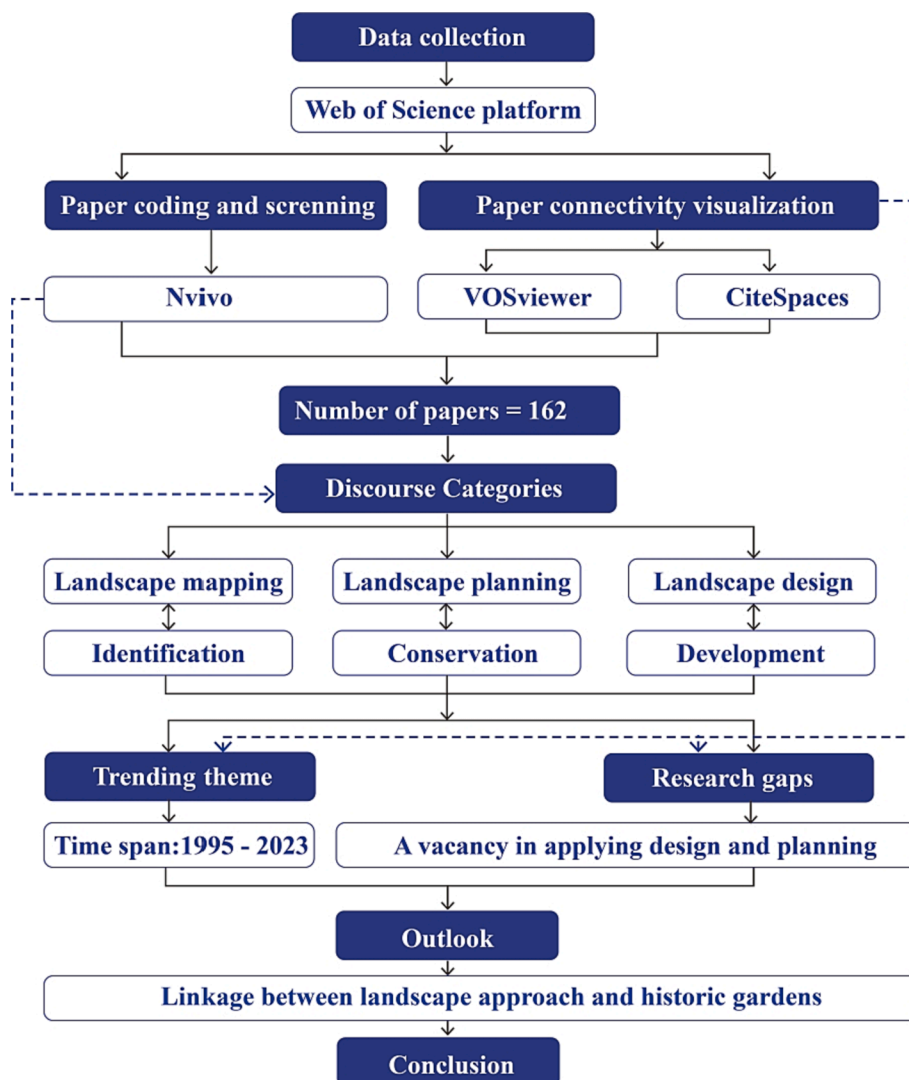 Data collection
Web of Science platform
Paper coding and screnning
Paper connectivity visualization
Nvivo
VOSviewer
CiteSpaces
Number of papers = 162
Discourse Categories
Landscape mapping
Landscape planning
Landscape design
Identification
Conservation
Development
Trending theme
Research gaps
Time span:1995 - 2023
A vacancy in applying design and planning
Outlook
Linkage between landscape approach and historic gardens
Conclusion